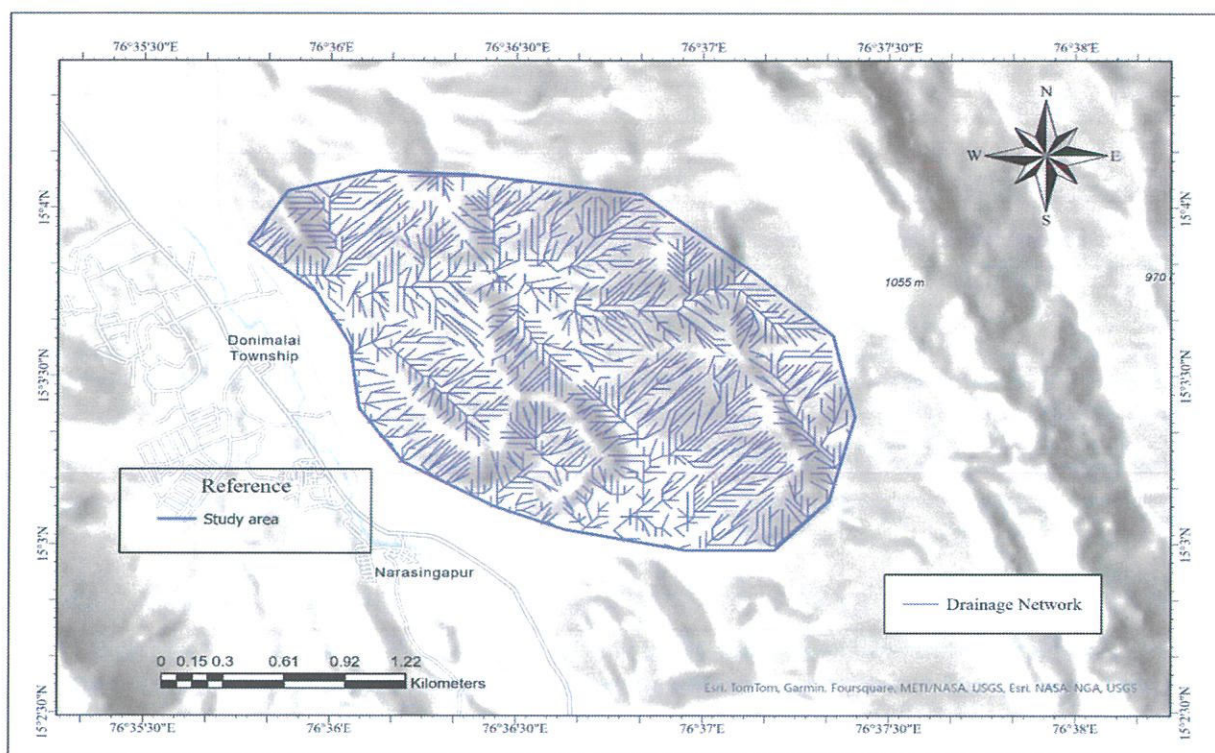 76°35'30"E 76°36'E 76°36'30"E 76°37'E 76°37'30"E 76°38'E
N
W E
S
15°4'N 15°4'N
1055 m 970
Donimalai
Township
15°3'30"N 15°3'30"N
Reference
Study area
15°3'N 15°3'N
Narasingapur
Drainage Network
0 0.15 0.3 0.61 0.92 1.22
Kilometers
Esri, TomTom, Garmin, Foursquare, METI/NASA, USGS, Esri, NASA, NGA, USGS
15°2'30"N 15°2'30"N
76°35'30"E 76°36'E 76°36'30"E 76°37'E 76°37'30"E 76°38'E